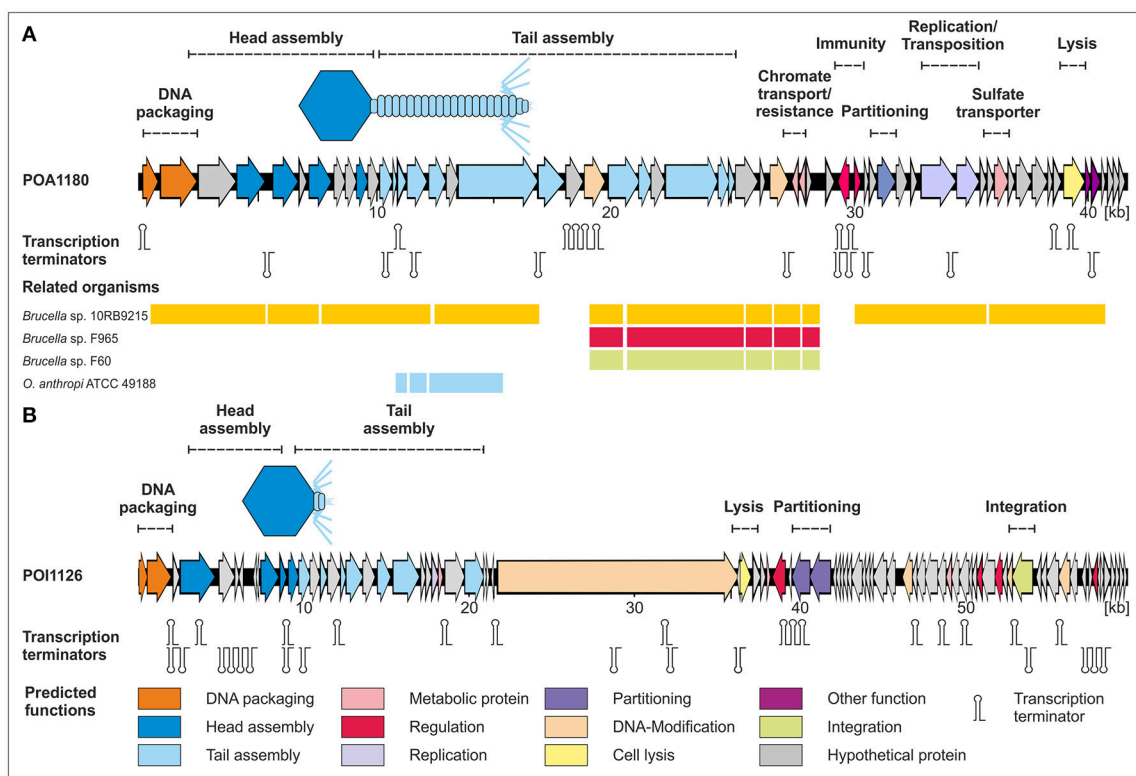 A
Head assembly
Tail assembly
Replication/
Transposition
Immunity
Lysis
DNA
packaging
Chromate
transport/
resistance
Partitioning
Sulfate
transporter
POA1180
10
20
30
40
[kb]
Transcription
terminators
Related organisms
Brucella sp. 10RB9215
Brucella sp. F965
Brucella sp. F60
O. anthropi ATCC 49188
B
Head
assembly
Tail
assembly
DNA
packaging
Lysis
Partitioning
Integration
POI1126
10
20
30
40
50
[kb]
Transcription
terminators
Predicted
functions
DNA packaging
Metabolic protein
Partitioning
Other function
Transcription
terminator
Head assembly
Regulation
DNA-Modification
Integration
Tail assembly
Replication
Cell lysis
Hypothetical protein